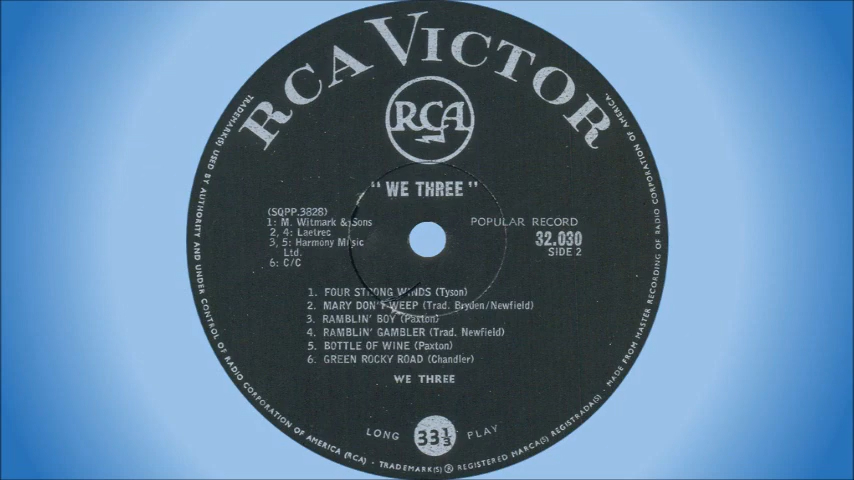 RCA VICTOR
RCA
"WE THREE"
(SQPP.3828)
1: M. Witmark & Sons
2, 4: Laetrec
3, 5: Harmony Music
Ltd.
6: C/C
POPULAR RECORD
32.030
SIDE 2
1. FOUR STRONG WINDS (Tyson)
2. MARY DON'T WEEP (Trad. Bryden/Newfield)
3. RAMBLIN' BOY (Paxton)
4. RAMBLIN' GAMBLER (Trad. Newfield)
5. BOTTLE OF WINE (Paxton)
6. GREEN ROCKY ROAD (Chandler)
WE THREE
LONG 33 1/3 PLAY
TRADEMARK(S) USED BY AUTHORITY AND UNDER CONTROL OF RADIO CORPORATION OF AMERICA (RCA) · TRADEMARK(S) ® REGISTERED MARCA(S) REGISTRADA(S) · MADE FROM MASTER RECORDING OF RADIO CORPORATION OF AMERICA.